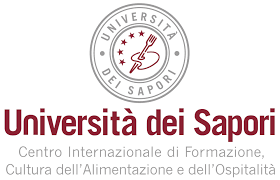 UNIVERSITÀ
DEI SAPORI
Università dei Sapori
Centro Internazionale di Formazione,
Cultura dell'Alimentazione e dell'Ospitalità